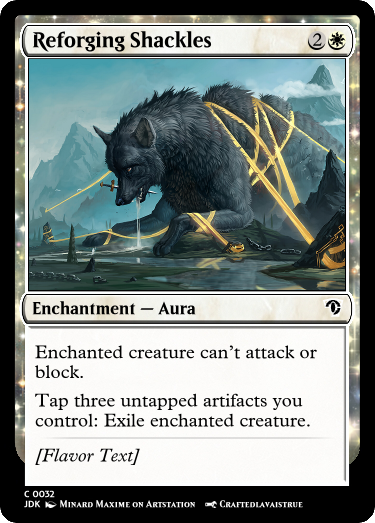 Reforging Shackles 2
Enchantment — Aura
Enchanted creature can't attack or
block.
Tap three untapped artifacts you
control: Exile enchanted creature.
[Flavor Text]
C 0032
JDK Minard Maxime on Artstation Craftedlavaistrue